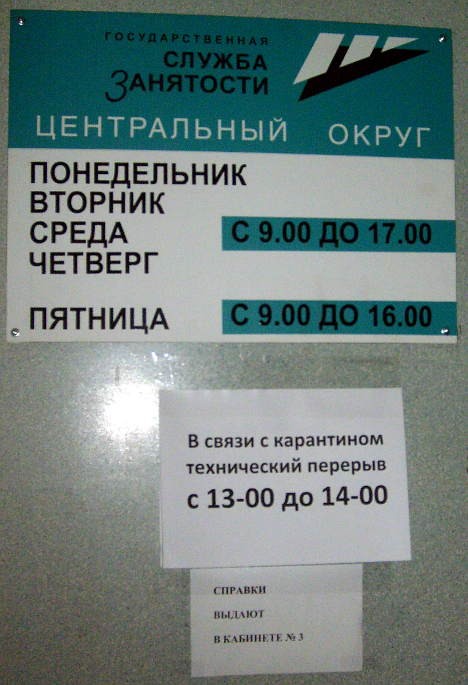 ГОСУДАРСТВЕННАЯ
СЛУЖБА
ЗАНЯТОСТИ
ЦЕНТРАЛЬНЫЙ ОКРУГ
ПОНЕДЕЛЬНИК
ВТОРНИК
СРЕДА С 9.00 ДО 17.00
ЧЕТВЕРГ
ПЯТНИЦА С 9.00 ДО 16.00
В связи с карантином
технический перерыв
с 13-00 до 14-00
СПРАВКИ
ВЫДАЮТ
В КАБИНЕТЕ № 3